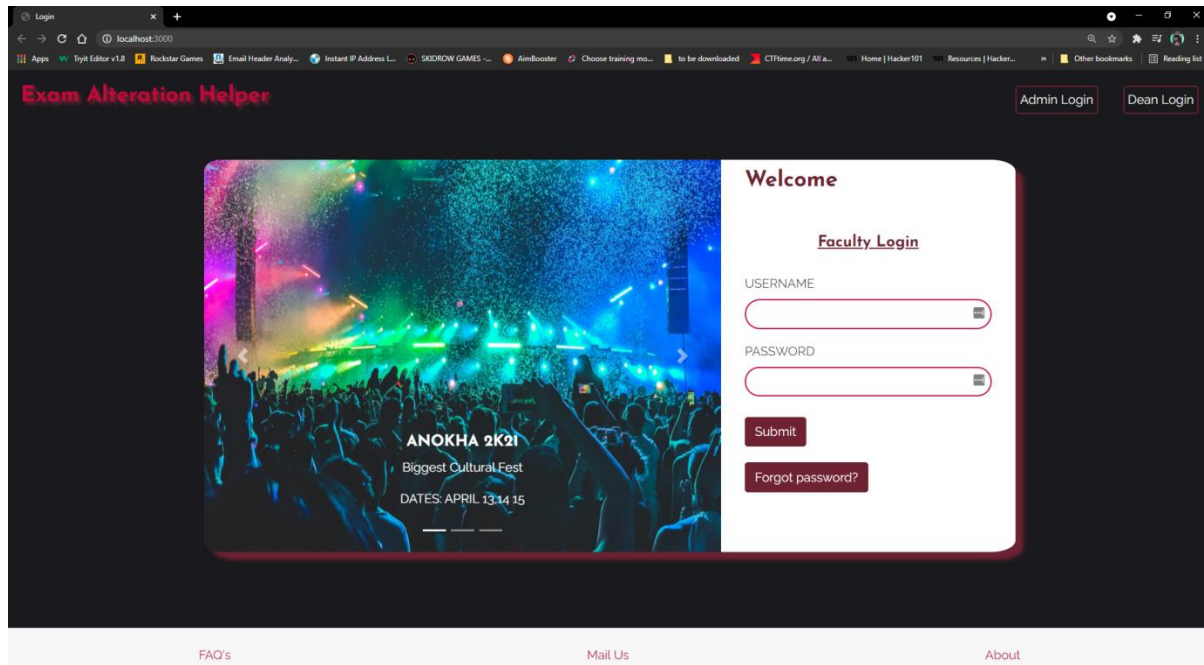 Login
localhost:3000
Apps Tryit Editor v1.8 Rockstar Games Email Header Analy... Instant IP Address L... SKIDROW GAMES -... AimBooster Choose training mo... to be downloaded CTFtime.org / All a... Home | Hacker101 Resources | Hacker... » Other bookmarks Reading list
Exam Alteration Helper
Admin Login Dean Login
Welcome
Faculty Login
USERNAME
PASSWORD
Submit
Forgot password?
ANOKHA 2K21
Biggest Cultural Fest
DATES: APRIL 13,14 15
FAQ's Mail Us About